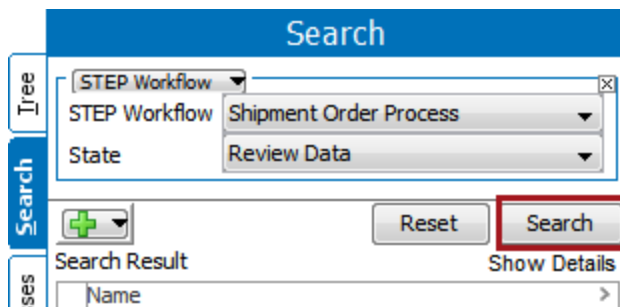 Search
Tree
STEP Workflow
STEP Workflow Shipment Order Process
State Review Data
Search
Reset Search
Search Result Show Details
Name